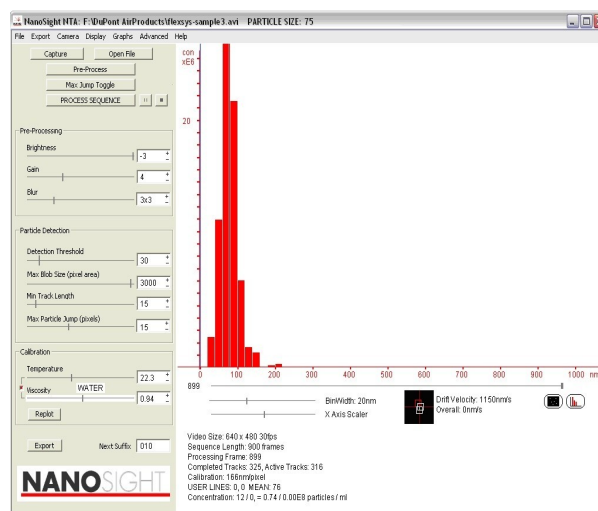 NanoSight NTA: F:\DuPont AirProducts\flexsys-sample3.avi PARTICLE SIZE: 75
File Export Camera Display Graphs Advanced Help
Capture Open File
Pre-Process
Max Jump Toggle
PROCESS SEQUENCE
Pre-Processing
Brightness
-3
Gain
4
Blur
3x3
Particle Detection
Detection Threshold
30
Max Blob Size (pixel area)
3000
Min Track Length
15
Max Particle Jump (pixels)
15
Calibration
Temperature
22.3
Viscosity WATER
0.94
Replot
Export Next Suffix 010
NANOSIGHT
con
xE6
20
0 100 200 300 400 500 600 700 800 900 1000 nm
899
BinWidth: 20nm
X Axis Scaler
Drift Velocity: 1150nm/s
Overall: 0nm/s
Video Size: 640 x 480 30fps
Sequence Length: 900 frames
Processing Frame: 899
Completed Tracks: 325, Active Tracks: 316
Calibration: 166nm/pixel
USER LINES: 0, 0 MEAN: 76
Concentration: 12 / 0, = 0.74 / 0.00E8 particles / ml